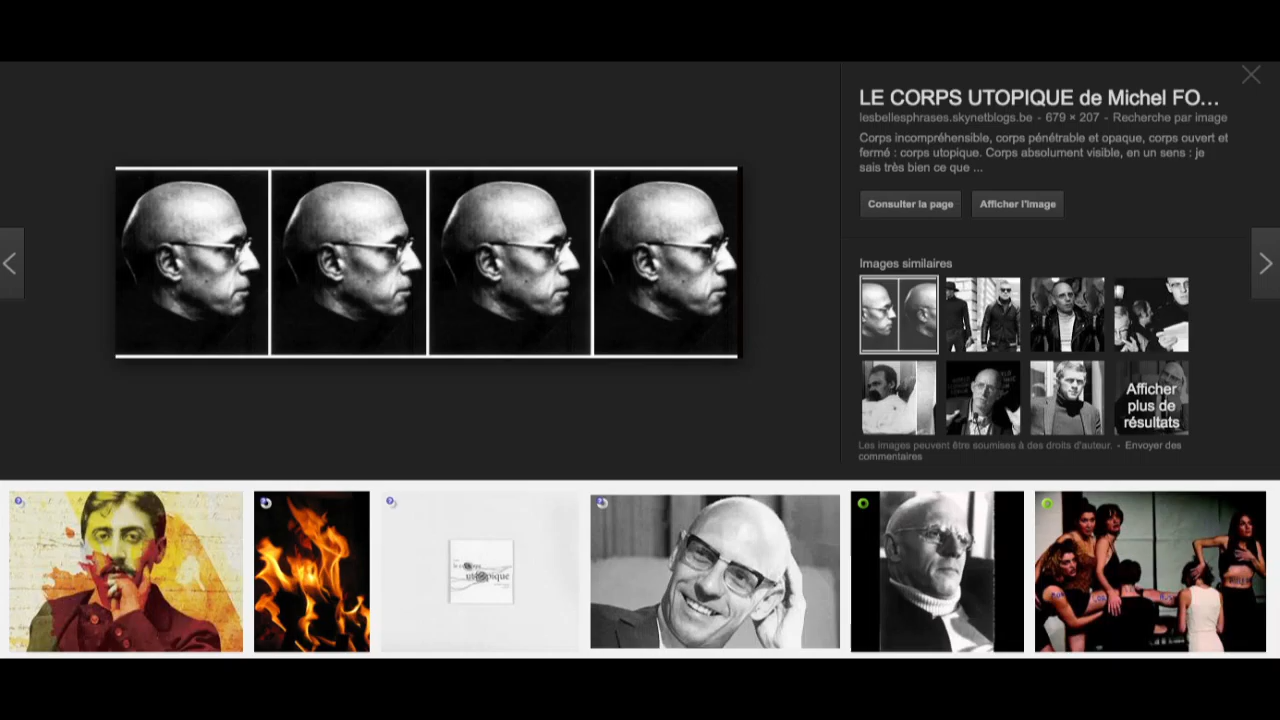 LE CORPS UTOPIQUE de Michel FO...
lesbellesphrases.skynetblogs.be - 679 × 207 - Recherche par image
Corps incompréhensible, corps pénétrable et opaque, corps ouvert et
fermé : corps utopique. Corps absolument visible, en un sens : je
sais très bien ce que ...
Consulter la page
Afficher l'image
Images similaires
Afficher
plus de
résultats
Les images peuvent être soumises à des droits d'auteur. - Envoyer des
commentaires
utopique